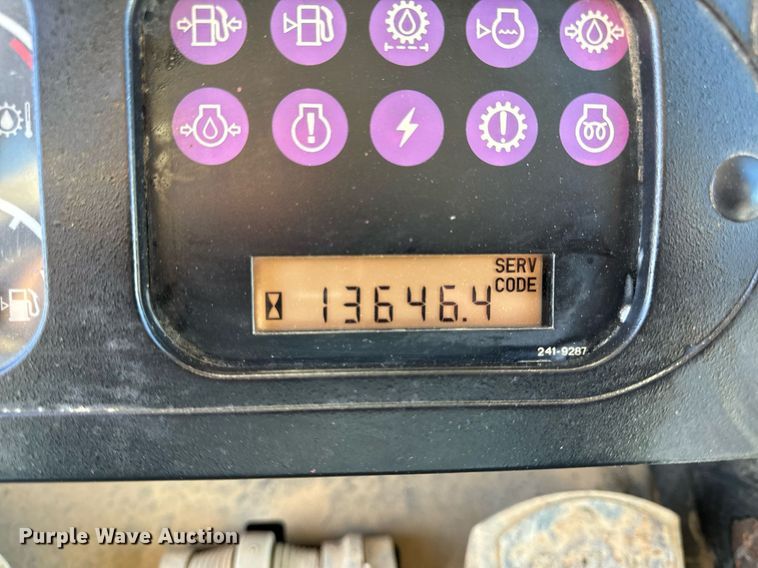 SERV
CODE
13646.4
241-9287
Purple Wave Auction